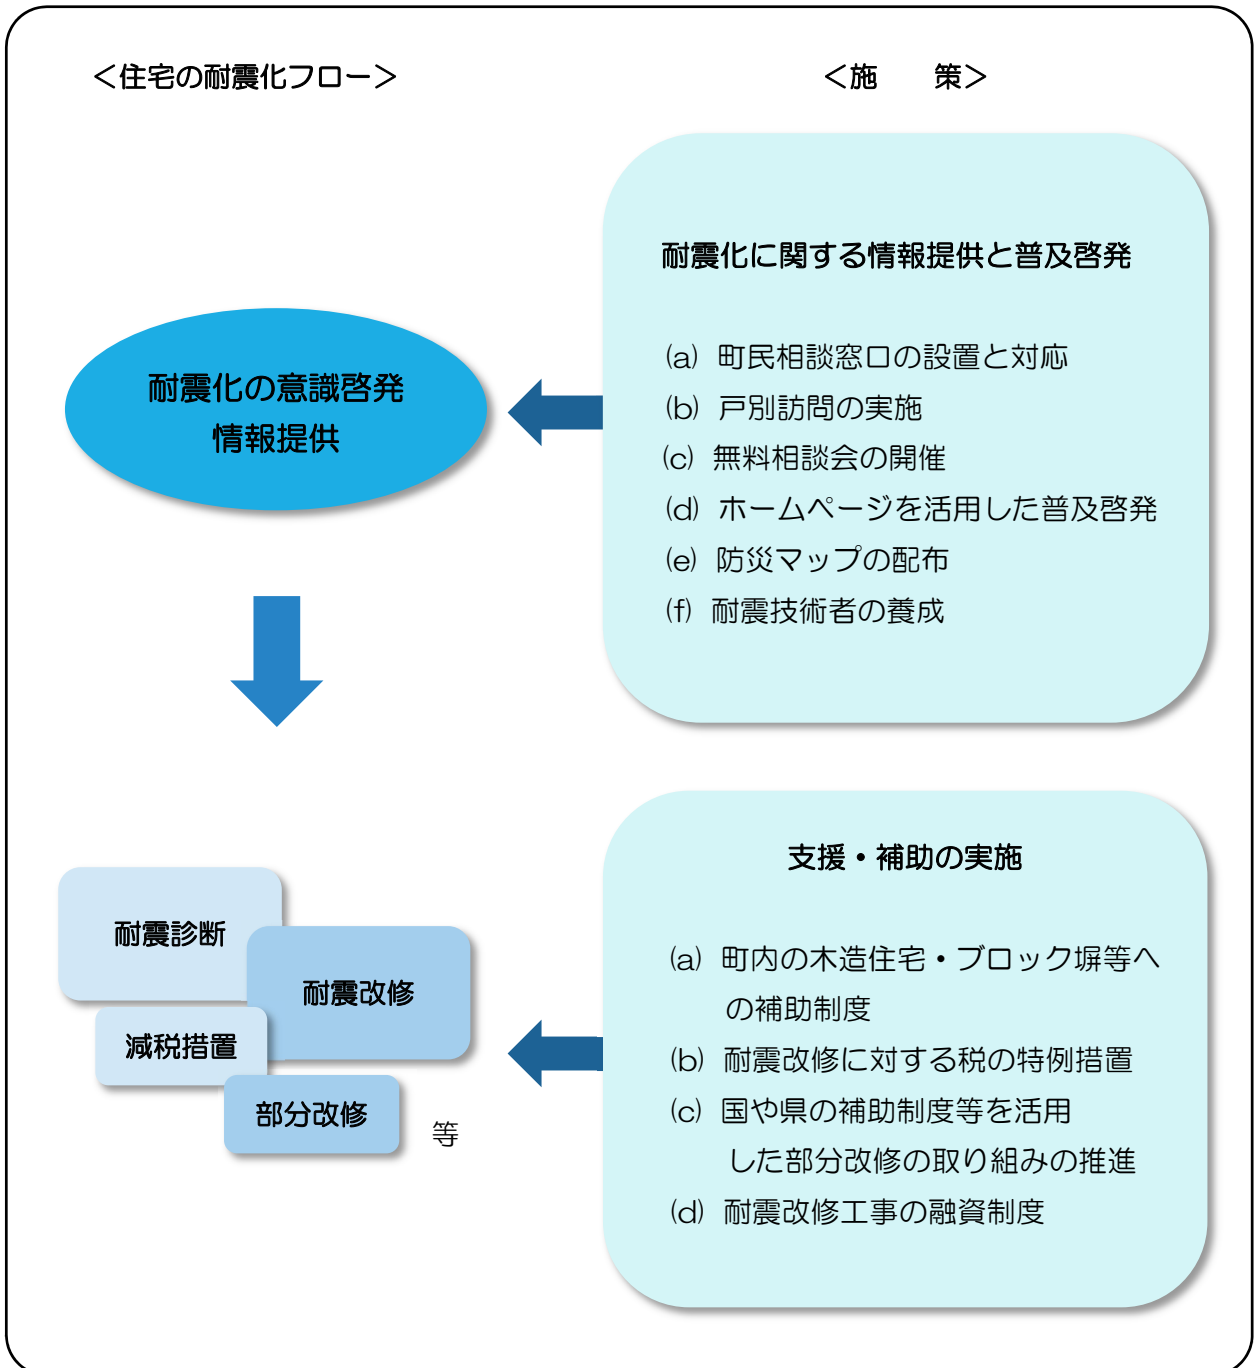 ＜住宅の耐震化フロー＞
＜施　　策＞
耐震化に関する情報提供と普及啓発
(a) 町民相談窓口の設置と対応
(b) 戸別訪問の実施
(c) 無料相談会の開催
(d) ホームページを活用した普及啓発
(e) 防災マップの配布
(f) 耐震技術者の養成
耐震化の意識啓発
情報提供
支援・補助の実施
(a) 町内の木造住宅・ブロック塀等へ
の補助制度
(b) 耐震改修に対する税の特例措置
(c) 国や県の補助制度等を活用
した部分改修の取り組みの推進
(d) 耐震改修工事の融資制度
耐震診断
耐震改修
減税措置
部分改修
等